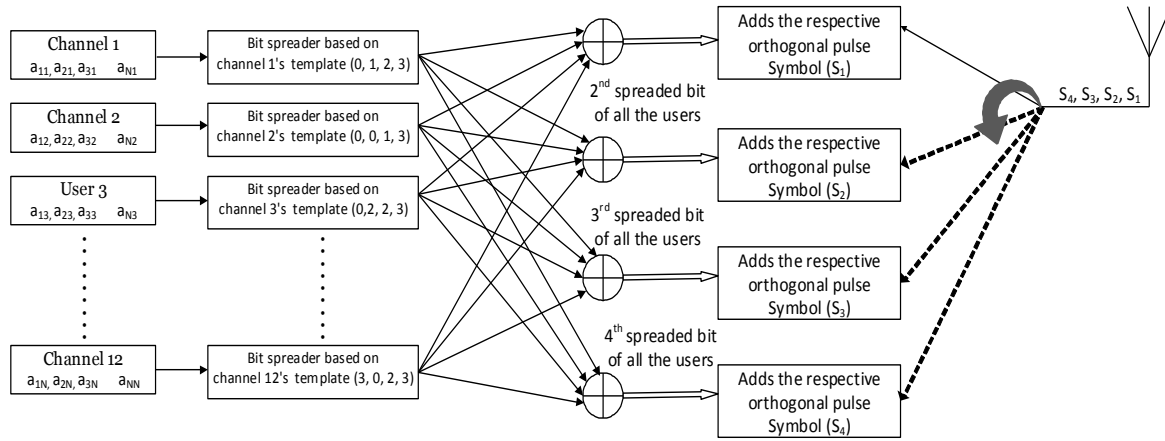 Channel 1
a11, a21, a31 aN1
Bit spreader based on
channel 1's template (0, 1, 2, 3)
Adds the respective
orthogonal pulse
Symbol (S1)
Channel 2
a12, a22, a32 aN2
Bit spreader based on
channel 2's template (0, 0, 1, 3)
2nd spreaded bit
of all the users
Adds the respective
orthogonal pulse
Symbol (S2)
S4, S3, S2, S1
User 3
a13, a23, a33 aN3
Bit spreader based on
channel 3's template (0,2, 2, 3)
3rd spreaded bit
of all the users
Adds the respective
orthogonal pulse
Symbol (S3)
Channel 12
a1N, a2N, a3N aNN
Bit spreader based on
channel 12's template (3, 0, 2, 3)
4th spreaded bit
of all the users
Adds the respective
orthogonal pulse
Symbol (S4)